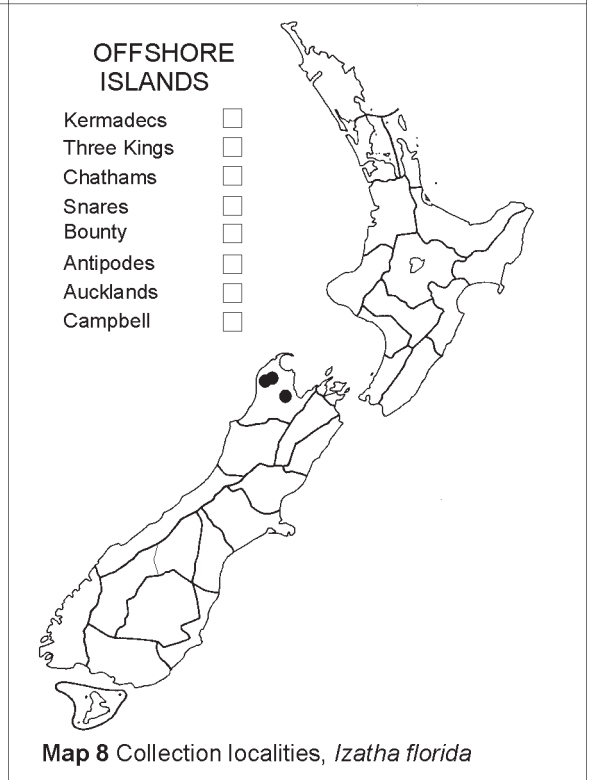 OFFSHORE
ISLANDS
Kermadecs
Three Kings
Chathams
Snares
Bounty
Antipodes
Aucklands
Campbell
Map 8 Collection localities, Izatha florida